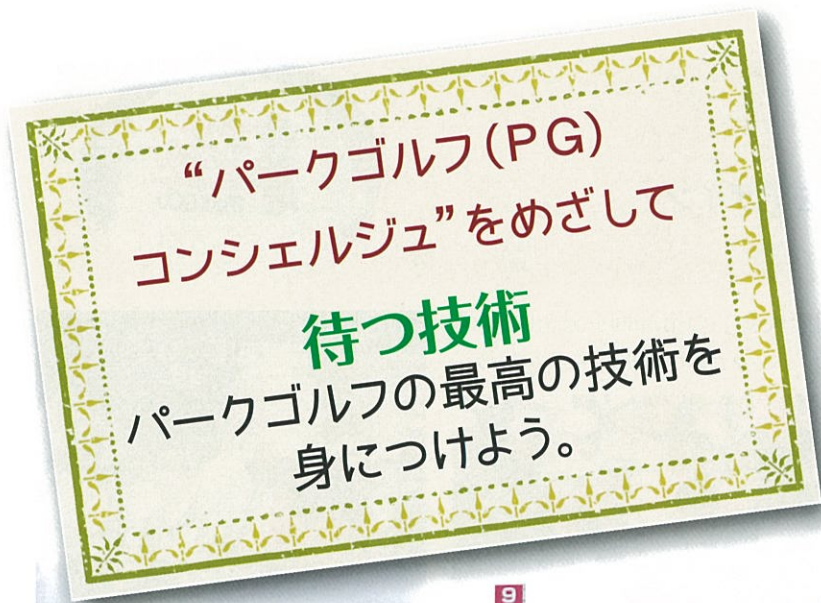 “パークゴルフ(PG)
コンシェルジュ”をめざして
待つ技術
パークゴルフの最高の技術を
身につけよう。
9